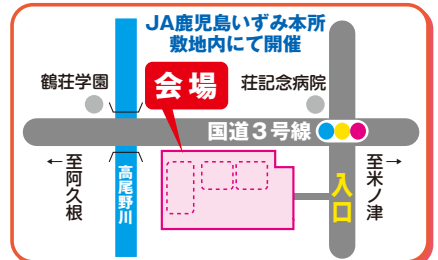 JA鹿児島いずみ本所
敷地内にて開催
鶴荘学園
会場
荘記念病院
国道3号線
←至阿久根
高尾野川
入口
至米ノ津→